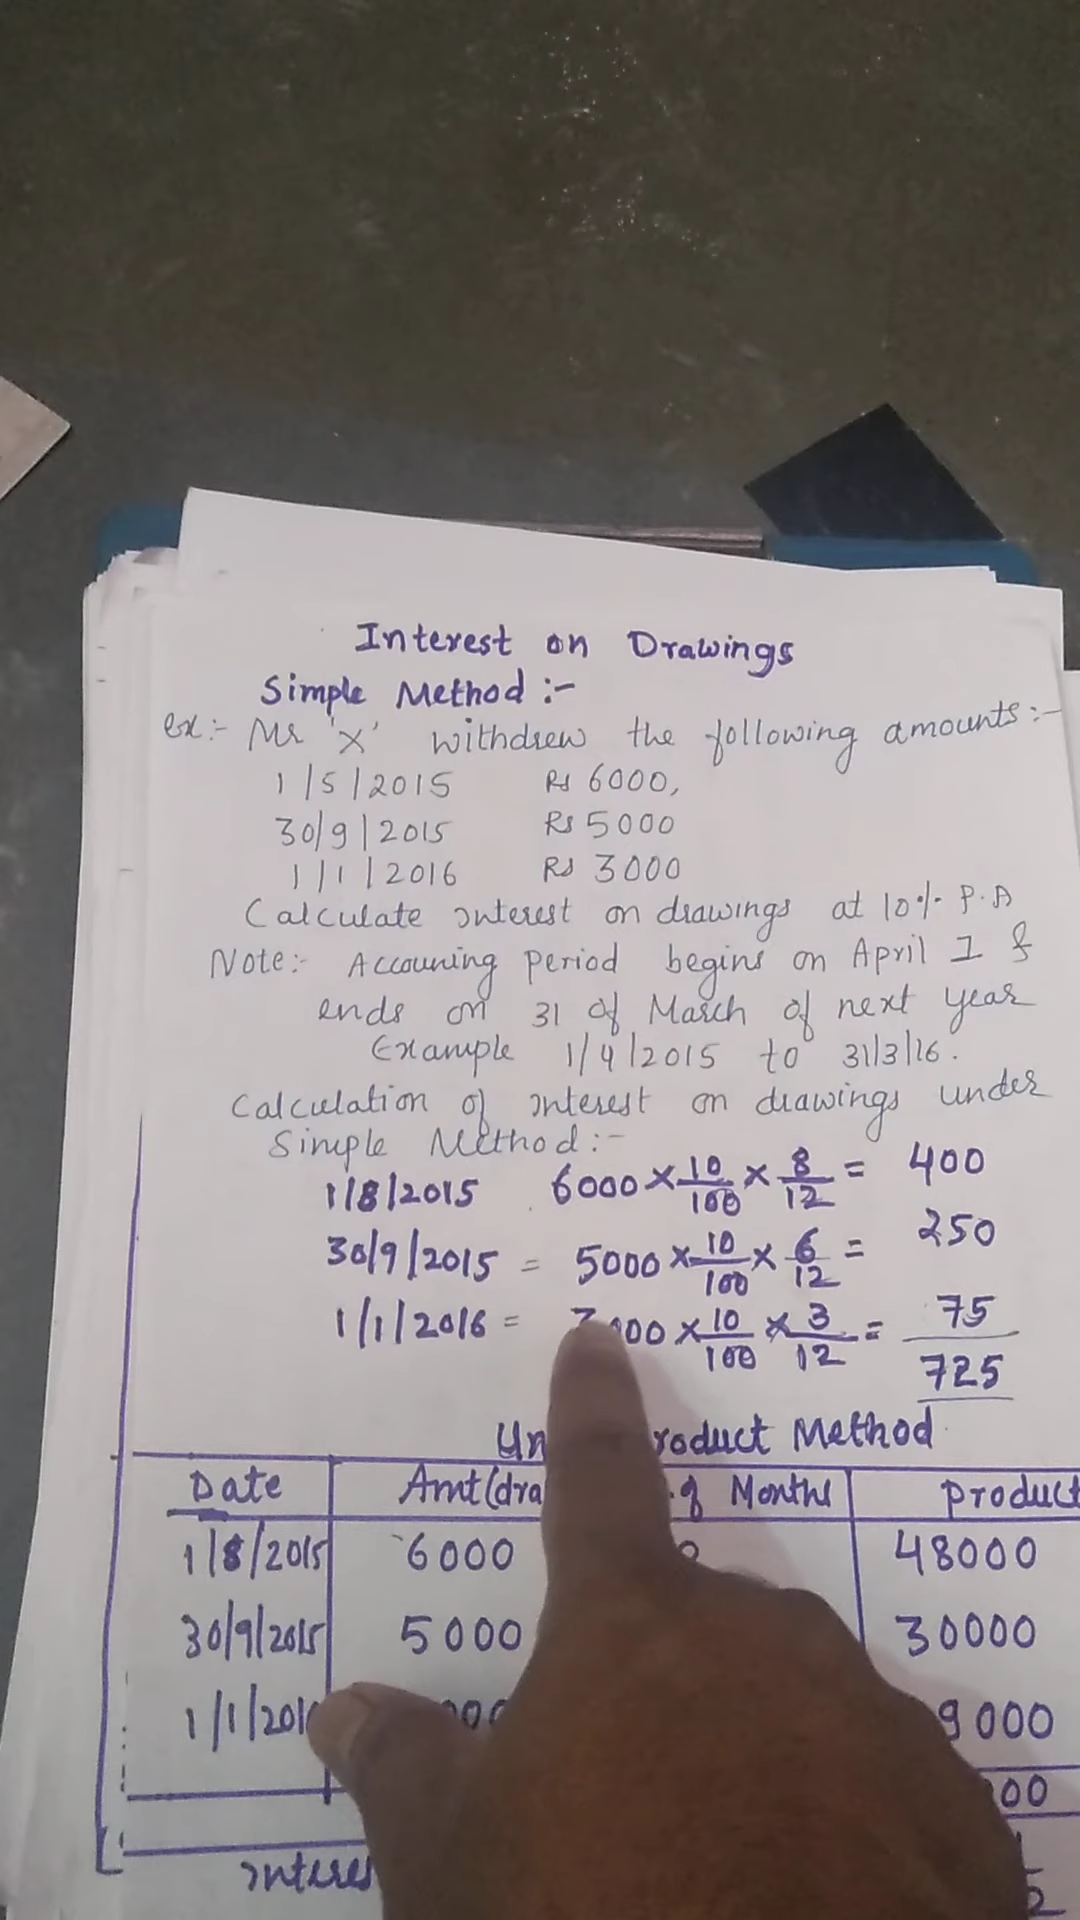 Interest on Drawings
Simple Method :-
ex:- Mr 'X' withdrew the following amounts:-
1/5/2015 Rs 6000,
30/9/2015 Rs 5000
1/1/2016 Rs 3000
Calculate interest on drawings at 10% P.A
Note:- Accouning period begins on April 1 &
ends on 31 of March of next year
Example 1/4/2015 to 31/3/16.
Calculation of interest on drawings under
Simple Method:-
1/8/2015 6000 × 10/100 × 8/12 = 400
30/9/2015 = 5000 × 10/100 × 6/12 = 250
1/1/2016 = 3000 × 10/100 × 3/12 = 75
725
Product Method
Date Amt(dra of Months Product
1/8/2015 6000 48000
30/9/2015 5000 30000
1/1/201 9000
00
interes